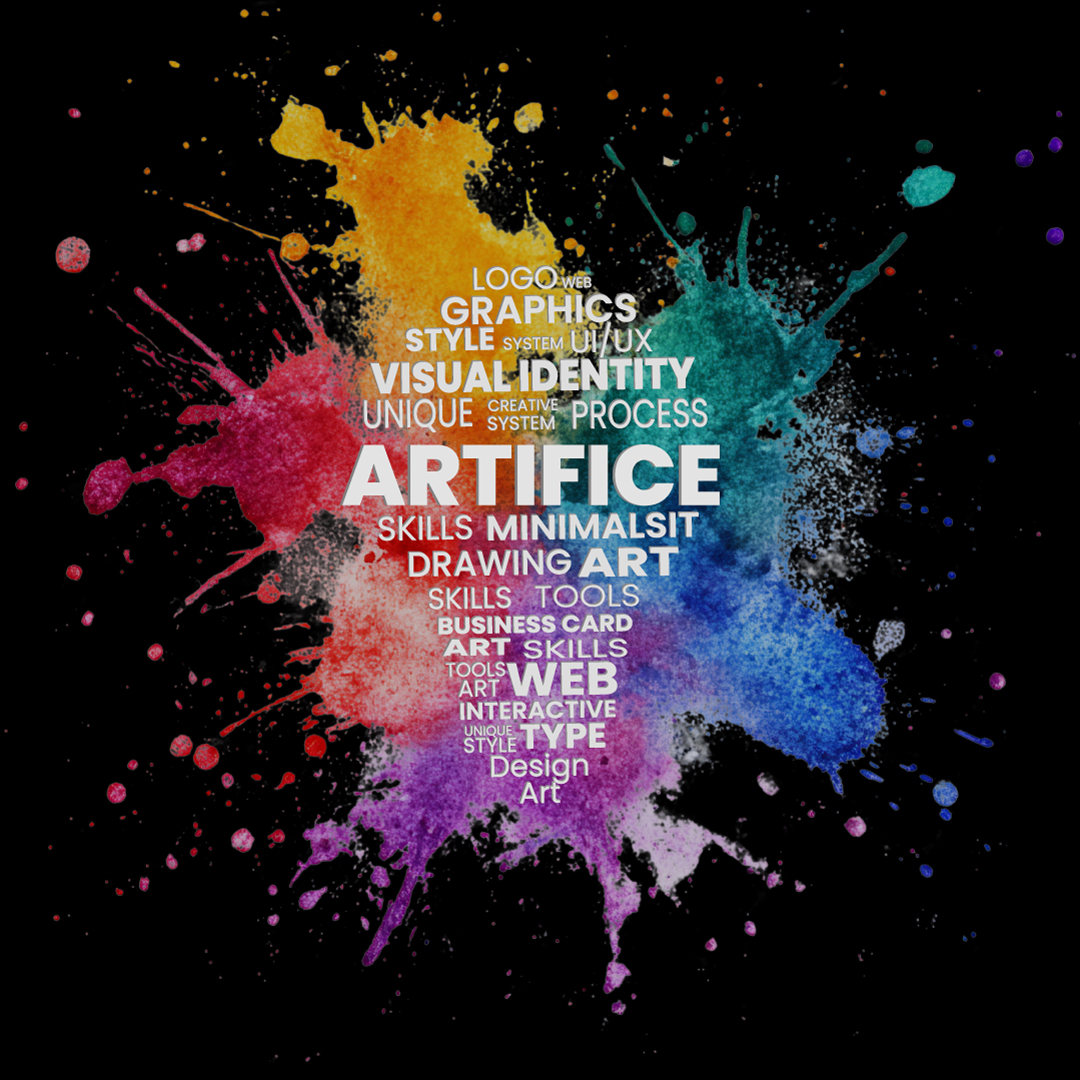 LOGO WEB
GRAPHICS
STYLE SYSTEM UI/UX
VISUAL IDENTITY
UNIQUE CREATIVE SYSTEM PROCESS
ARTIFICE
SKILLS MINIMALSIT
DRAWING ART
SKILLS TOOLS
BUSINESS CARD
ART SKILLS
TOOLS ART WEB
INTERACTIVE
UNIQUE STYLE TYPE
Design
Art